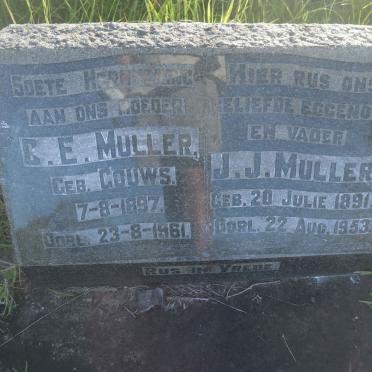 SOETE HERINNERING
AAN ONS MOEDER
C. E. MULLER,
GEB. GOUWS.
7-8-1897.
OORL. 23-8-1961.
HIER RUS ONS
GELIEFDE EGGENOOT
EN VADER
J. J. MULLER
GEB. 20 JULIE 1891.
OORL. 22 AUG. 1953.
RUS IN VREDE